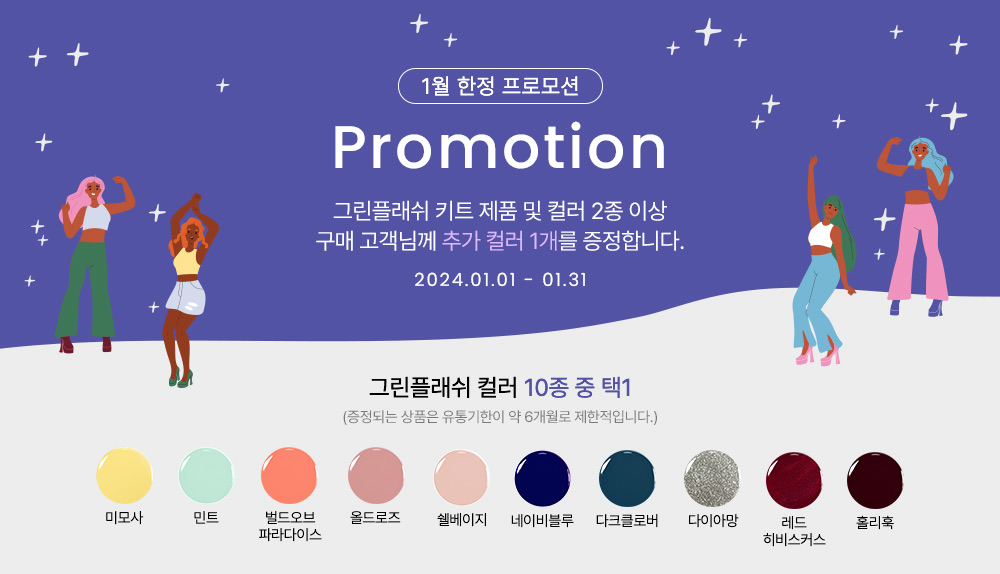 1월 한정 프로모션
Promotion
그린플래쉬 키트 제품 및 컬러 2종 이상
구매 고객님께 추가 컬러 1개를 증정합니다.
2024.01.01 - 01.31
그린플래쉬 컬러 10종 중 택1
(증정되는 상품은 유통기한이 약 6개월로 제한적입니다.)
미모사
민트
벌드오브
파라다이스
올드로즈
쉘베이지
네이비블루
다크클로버
다이아망
레드
히비스커스
홀리훅